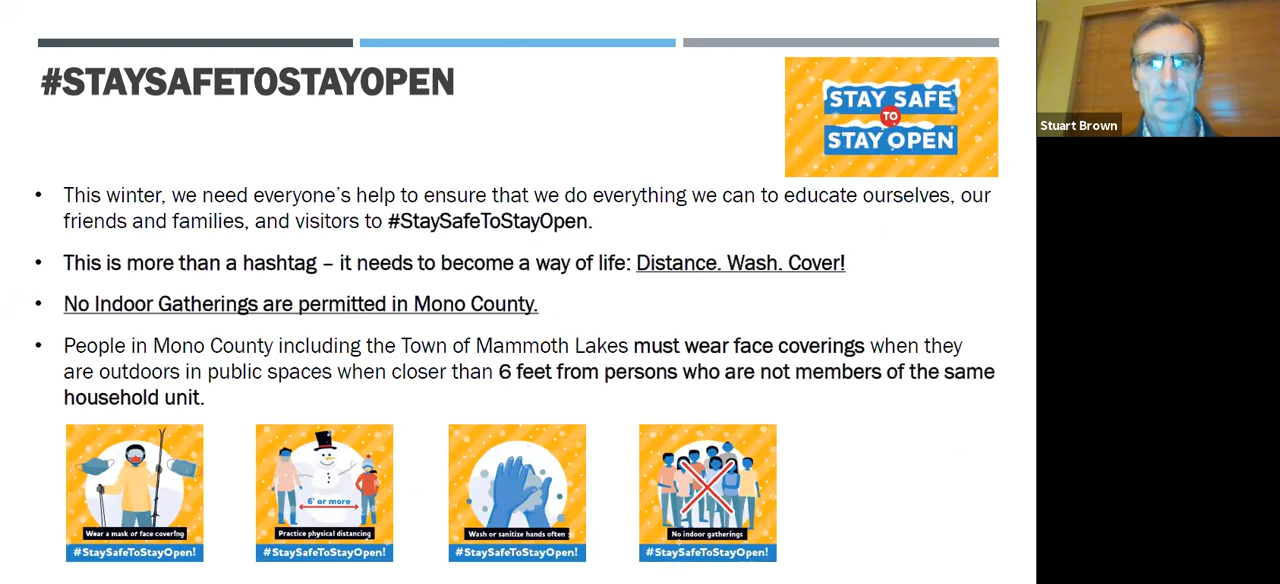 #STAYSAFETOSTAYOPEN
STAY SAFE
TO
STAY OPEN
Stuart Brown
• This winter, we need everyone's help to ensure that we do everything we can to educate ourselves, our
friends and families, and visitors to #StaySafeToStayOpen.
• This is more than a hashtag – it needs to become a way of life: Distance. Wash. Cover!
• No Indoor Gatherings are permitted in Mono County.
• People in Mono County including the Town of Mammoth Lakes must wear face coverings when they
are outdoors in public spaces when closer than 6 feet from persons who are not members of the same
household unit.
Wear a mask or face covering
#StaySafeToStayOpen!
6' or more
Practice physical distancing
#StaySafeToStayOpen!
Wash or sanitize hands often
#StaySafeToStayOpen!
No indoor gatherings
#StaySafeToStayOpen!